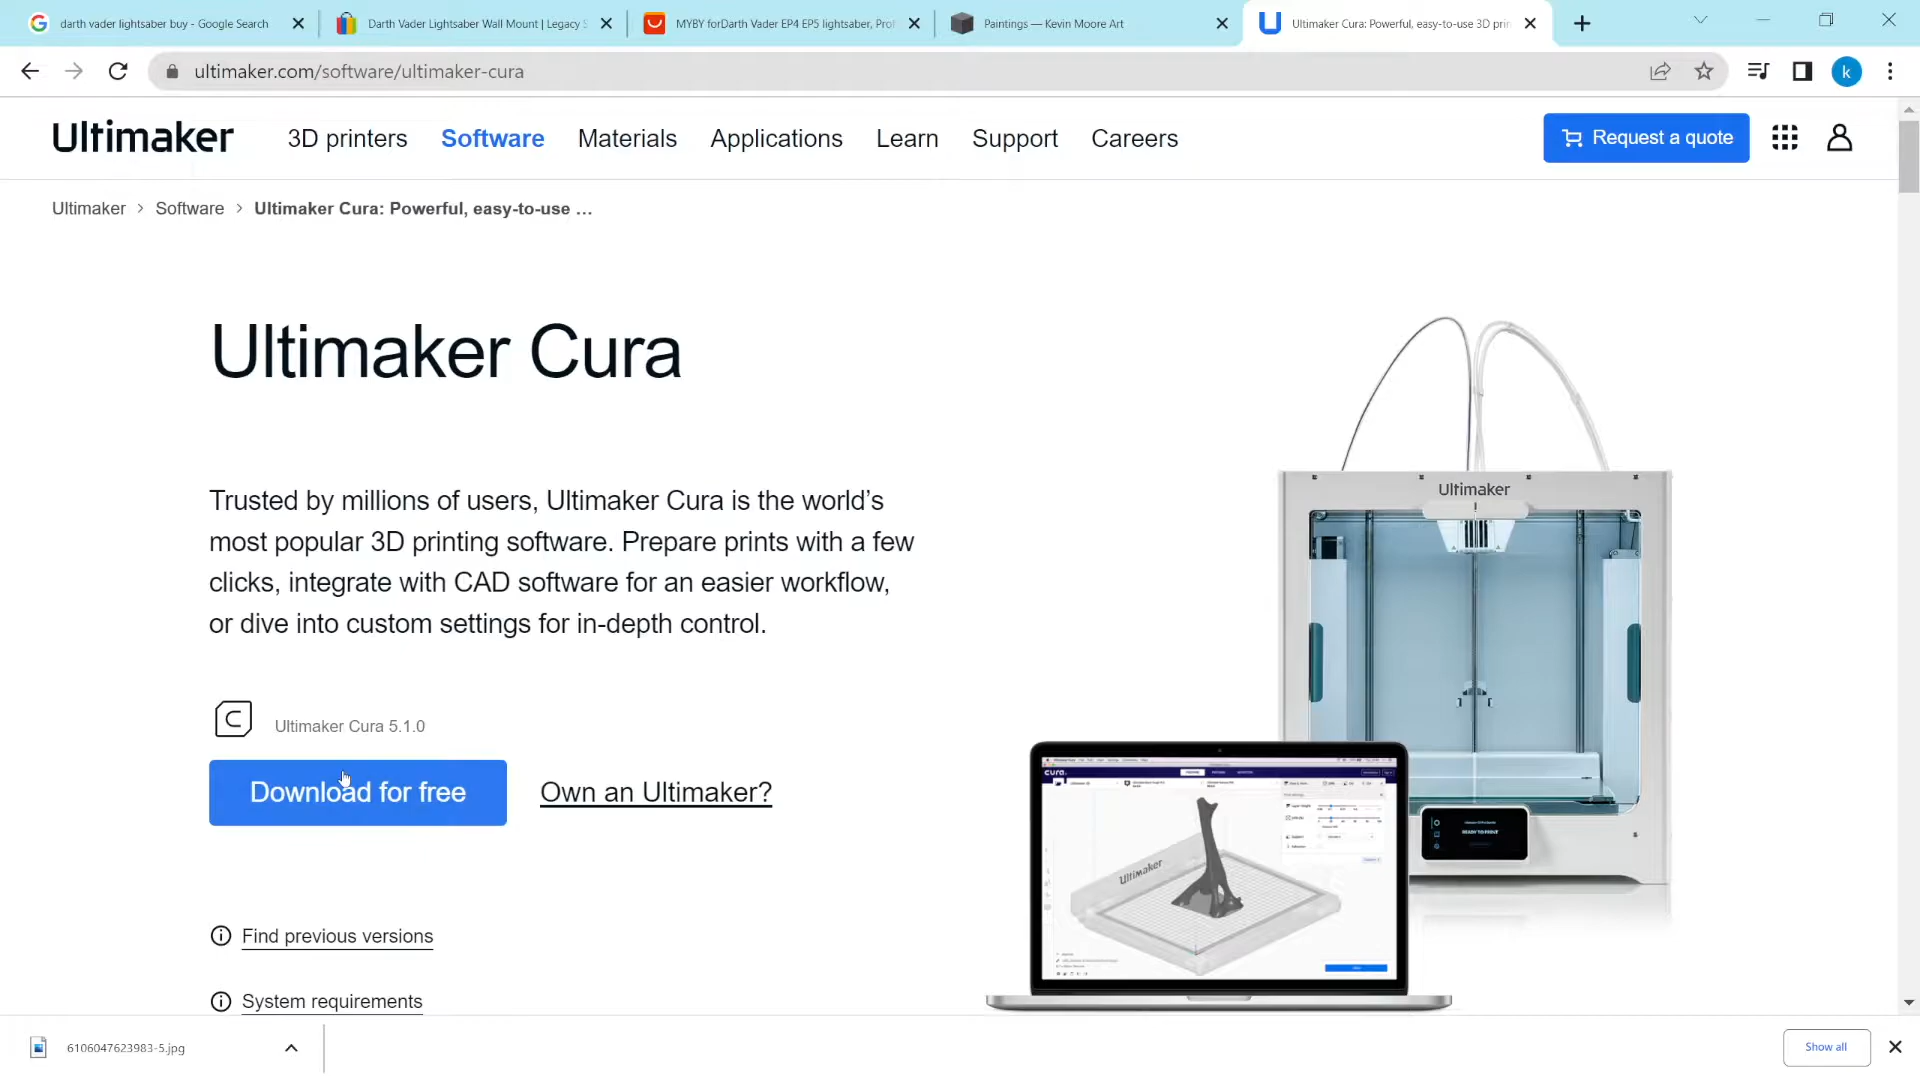 darth vader lightsaber buy - Google Search
Darth Vader Lightsaber Wall Mount | Legacy S
MYBY forDarth Vader EP4 EP5 lightsaber, Prof
Paintings — Kevin Moore Art
Ultimaker Cura: Powerful, easy-to-use 3D prin
ultimaker.com/software/ultimaker-cura
k
Ultimaker
3D printers
Software
Materials
Applications
Learn
Support
Careers
Request a quote
Ultimaker > Software > Ultimaker Cura: Powerful, easy-to-use ...
Ultimaker Cura
Trusted by millions of users, Ultimaker Cura is the world’s
most popular 3D printing software. Prepare prints with a few
clicks, integrate with CAD software for an easier workflow,
or dive into custom settings for in-depth control.
Ultimaker Cura 5.1.0
Download for free
Own an Ultimaker?
Find previous versions
System requirements
Ultimaker
READY TO PRINT
cura.
Ultimaker
6106047623983-5.jpg
Show all